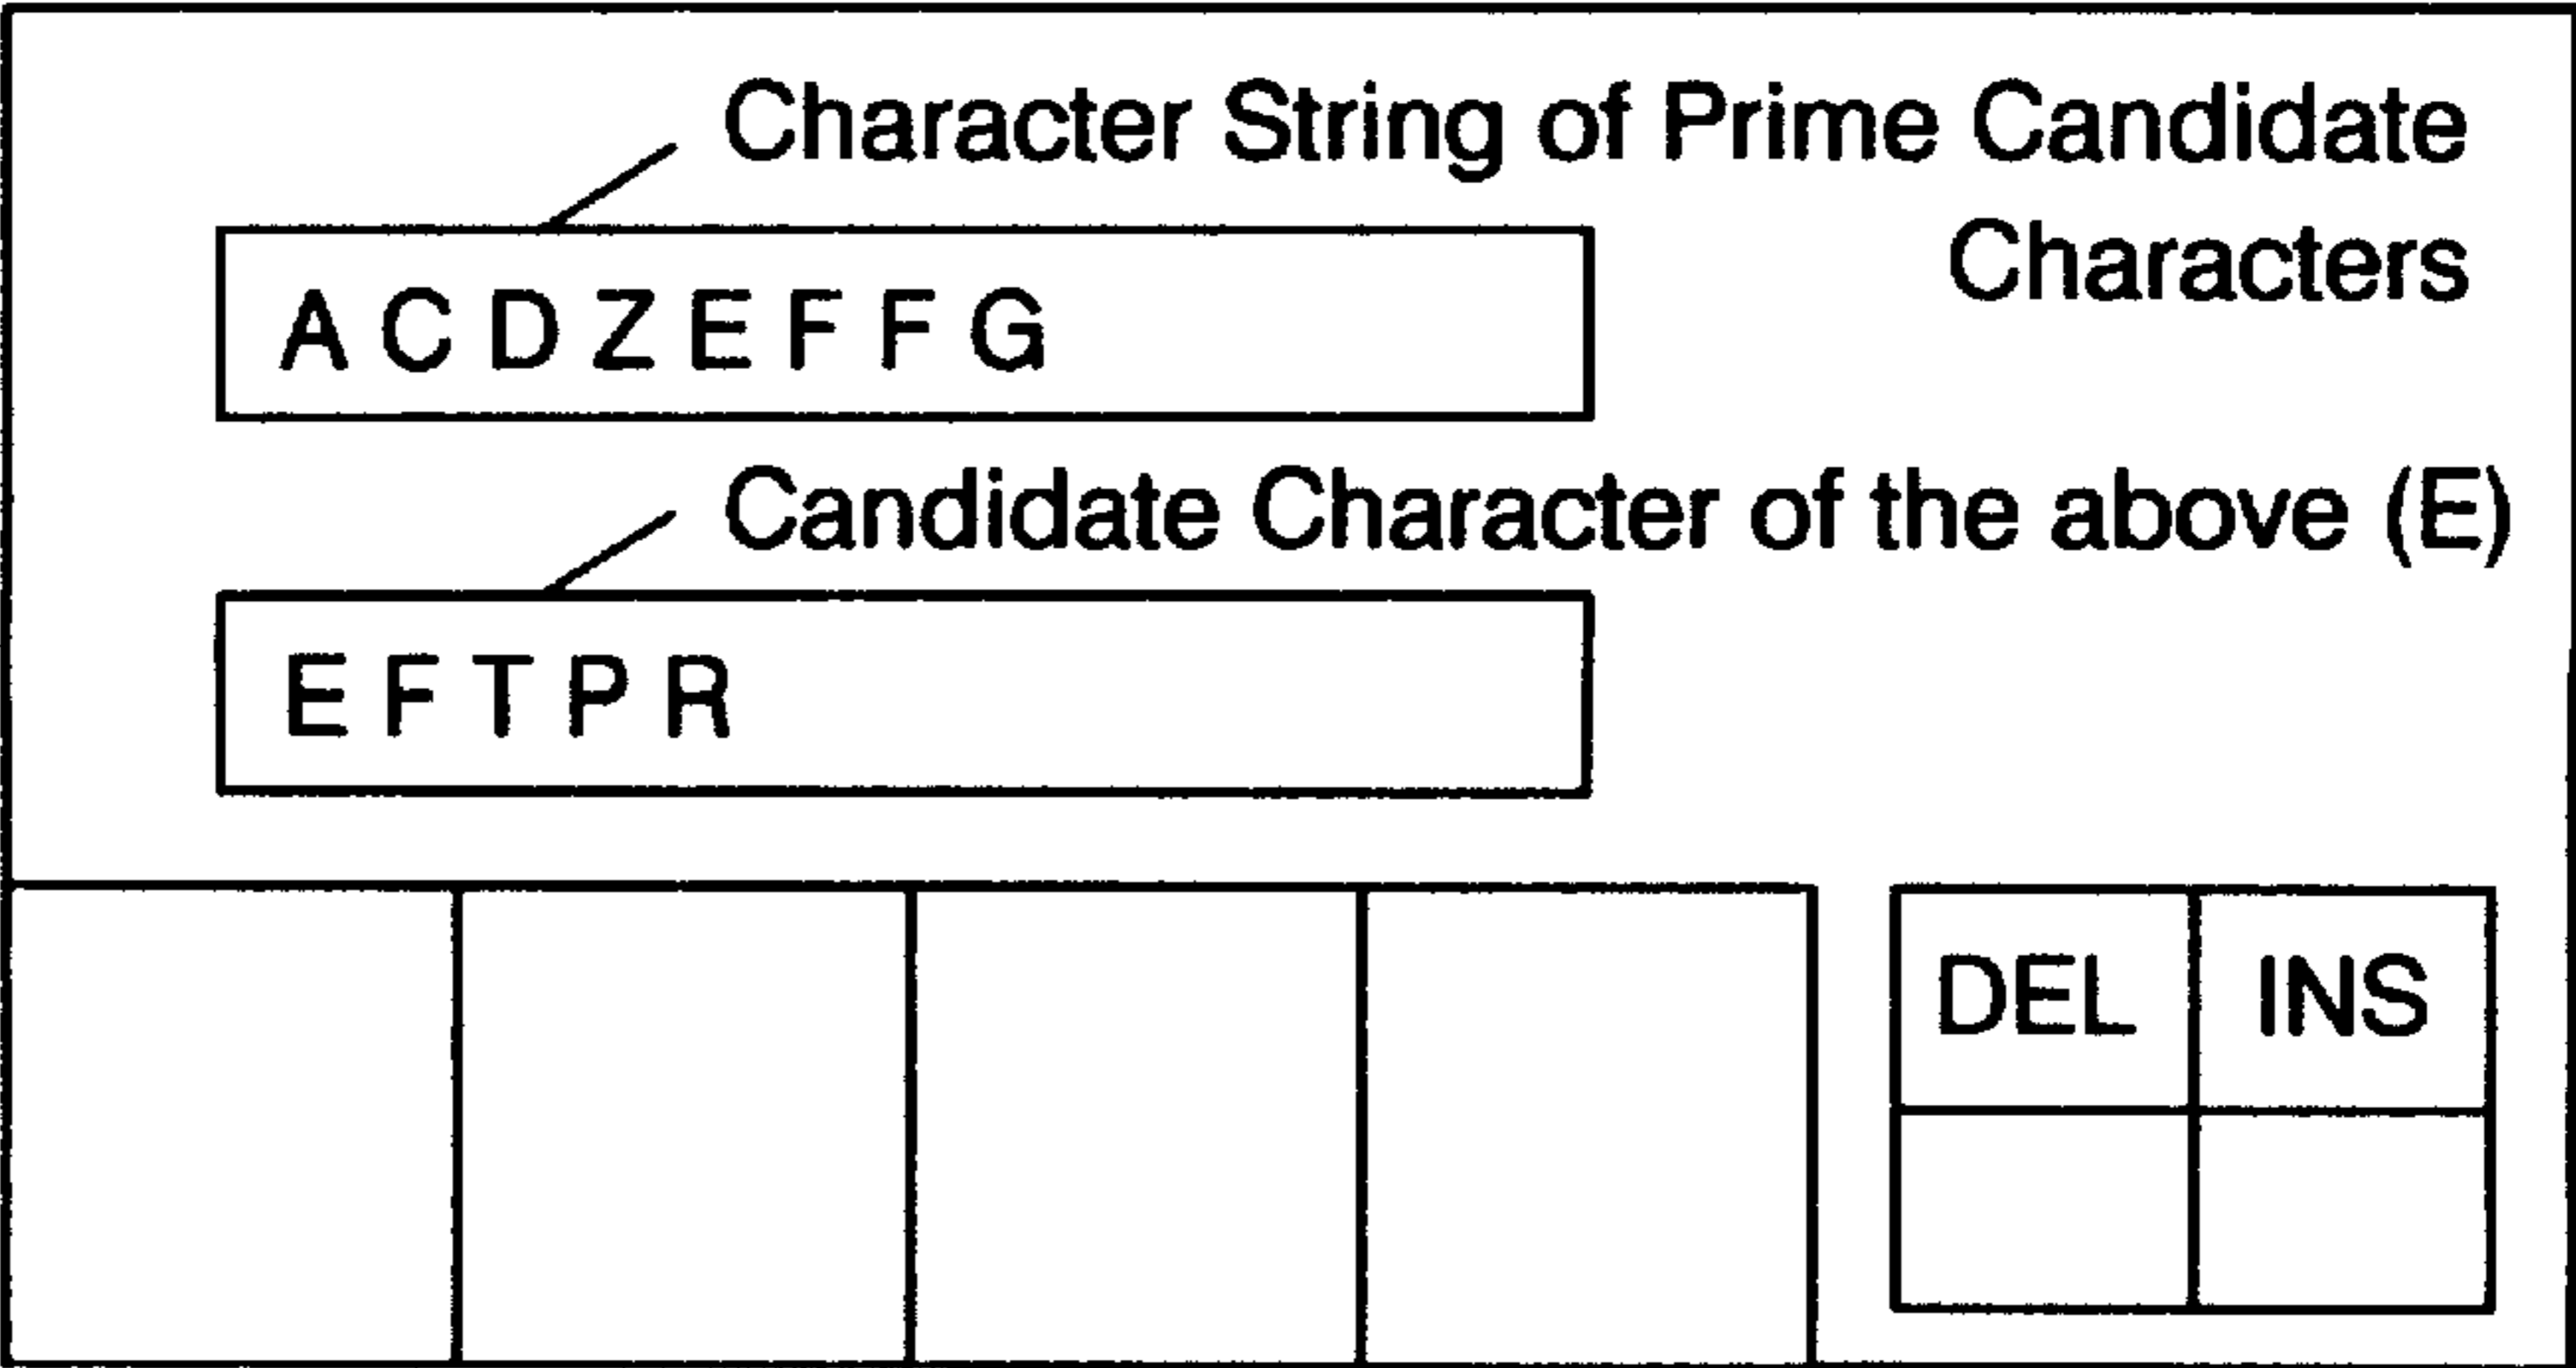 Character String of Prime Candidate
Characters
A C D Z E F F G
Candidate Character of the above (E)
E F T P R
DEL INS